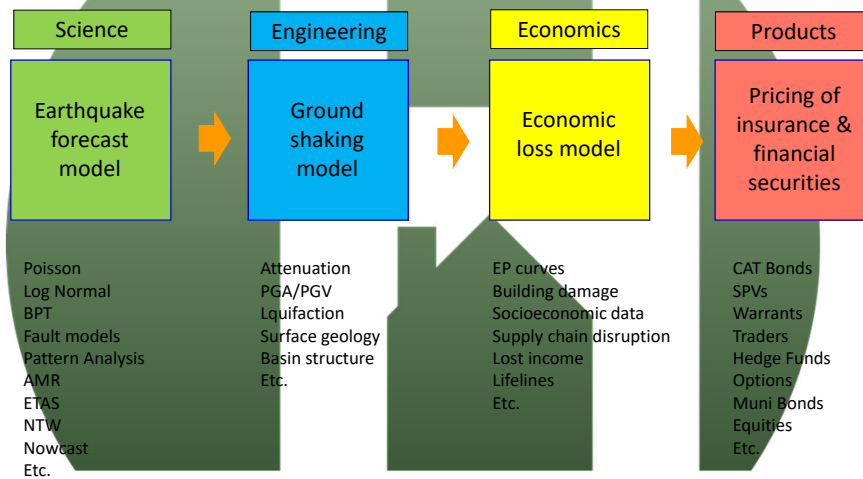 Science
Engineering
Economics
Products
Earthquake
forecast
model
Ground
shaking
model
Economic
loss model
Pricing of
insurance &
financial
securities
Poisson
Log Normal
BPT
Fault models
Pattern Analysis
AMR
ETAS
NTW
Nowcast
Etc.
Attenuation
PGA/PGV
Lquifaction
Surface geology
Basin structure
Etc.
EP curves
Building damage
Socioeconomic data
Supply chain disruption
Lost income
Lifelines
Etc.
CAT Bonds
SPVs
Warrants
Traders
Hedge Funds
Options
Muni Bonds
Equities
Etc.